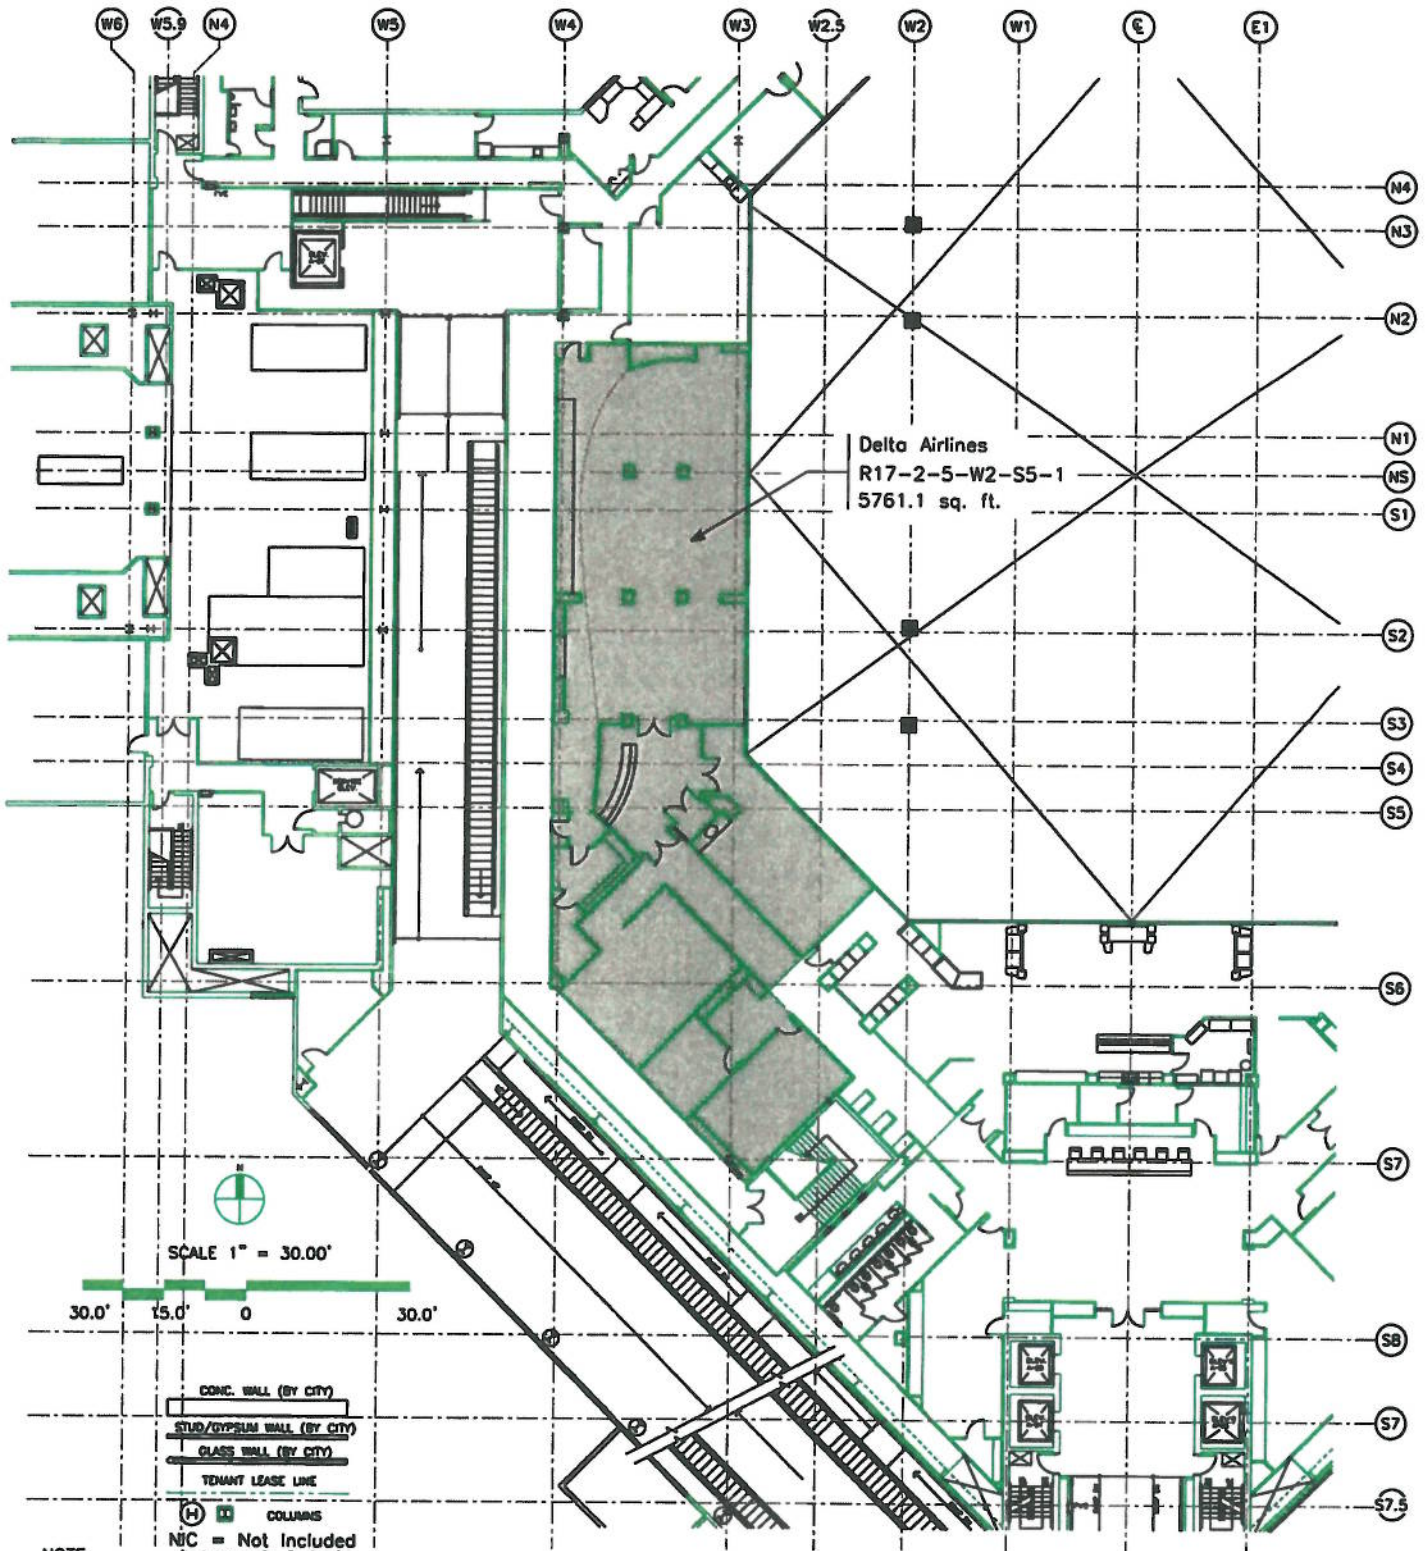 W6 W5.9 N4 W5 W4 W3 W2.5 W2 W1 ℄ E1
N4
N3
N2
Delta Airlines
R17-2-5-W2-S5-1
5761.1 sq. ft.
N1
NS
S1
S2
S3
S4
S5
S6
S7
N
SCALE 1" = 30.00'
30.0' 15.0' 0 30.0'
S8
CONC. WALL (BY CITY)
STUD/GYPSUM WALL (BY CITY)
S7
GLASS WALL (BY CITY)
TENANT LEASE LINE
H COLUMNS
S7.5
NIC = Not Included
NOTE